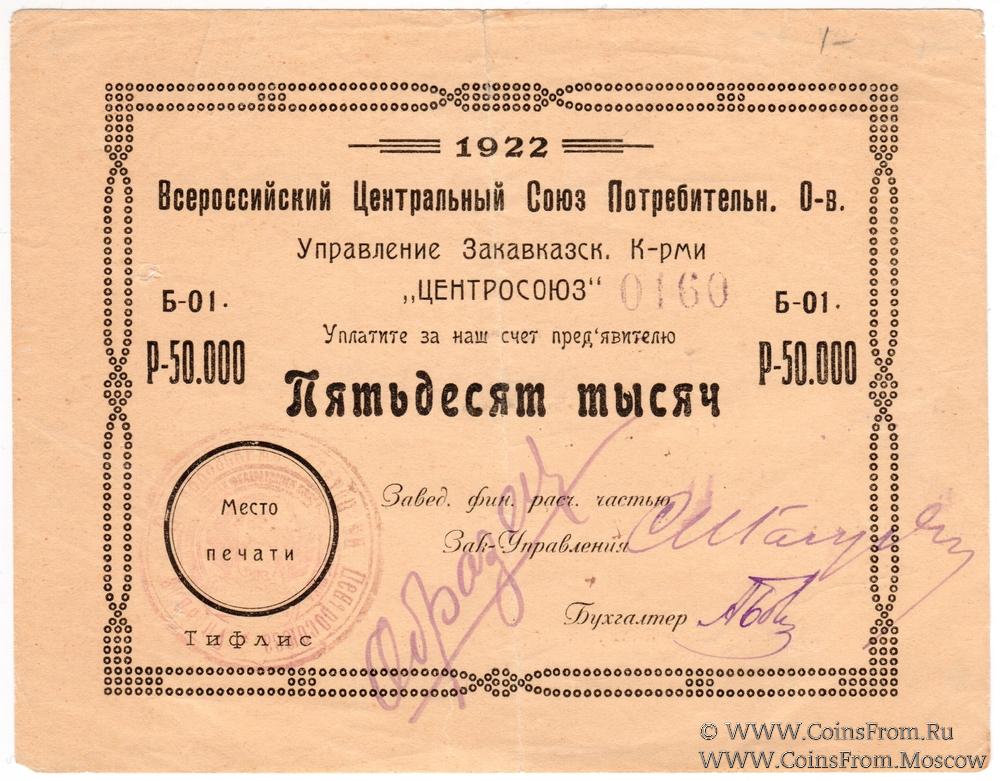 1-
1922
Всероссийский Центральный Союз Потребительн. О-в.
Управление Закавказск. К-рми
„ЦЕНТРОСОЮЗ" 0160
Б-01. Б-01.
Уплатите за наш счет пред'явителю
Р-50.000 Р-50.000
Пятьдесят тысяч
Место
печати
Тифлис
Завед. фин. расч. частью
Зак-Управления
Бухгалтер
Образец
© WWW.CoinsFrom.Ru
WWW.CoinsFrom.Moscow